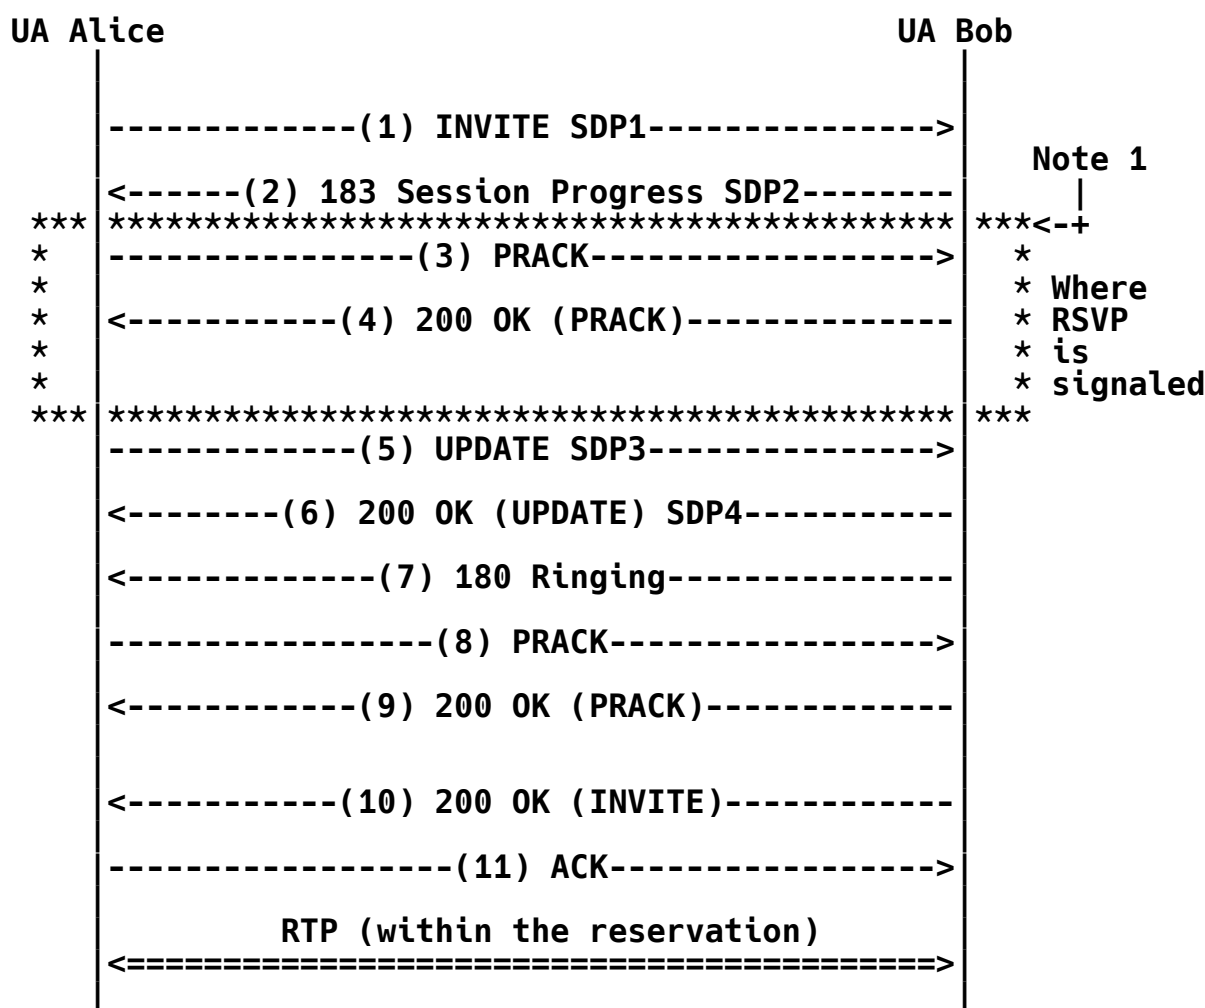 UA Alice UA Bob
-------------(1) INVITE SDP1--------------->
Note 1
<------(2) 183 Session Progress SDP2--------
*** ******************************************** ***<-+
* ----------------(3) PRACK------------------> *
* * Where
* <-----------(4) 200 OK (PRACK)-------------- * RSVP
* * is
* * signaled
*** ******************************************** ***
-------------(5) UPDATE SDP3--------------->
<--------(6) 200 OK (UPDATE) SDP4-----------
<-------------(7) 180 Ringing---------------
-----------------(8) PRACK----------------->
<------------(9) 200 OK (PRACK)-------------
<-----------(10) 200 OK (INVITE)------------
------------------(11) ACK----------------->
RTP (within the reservation)
<==========================================>